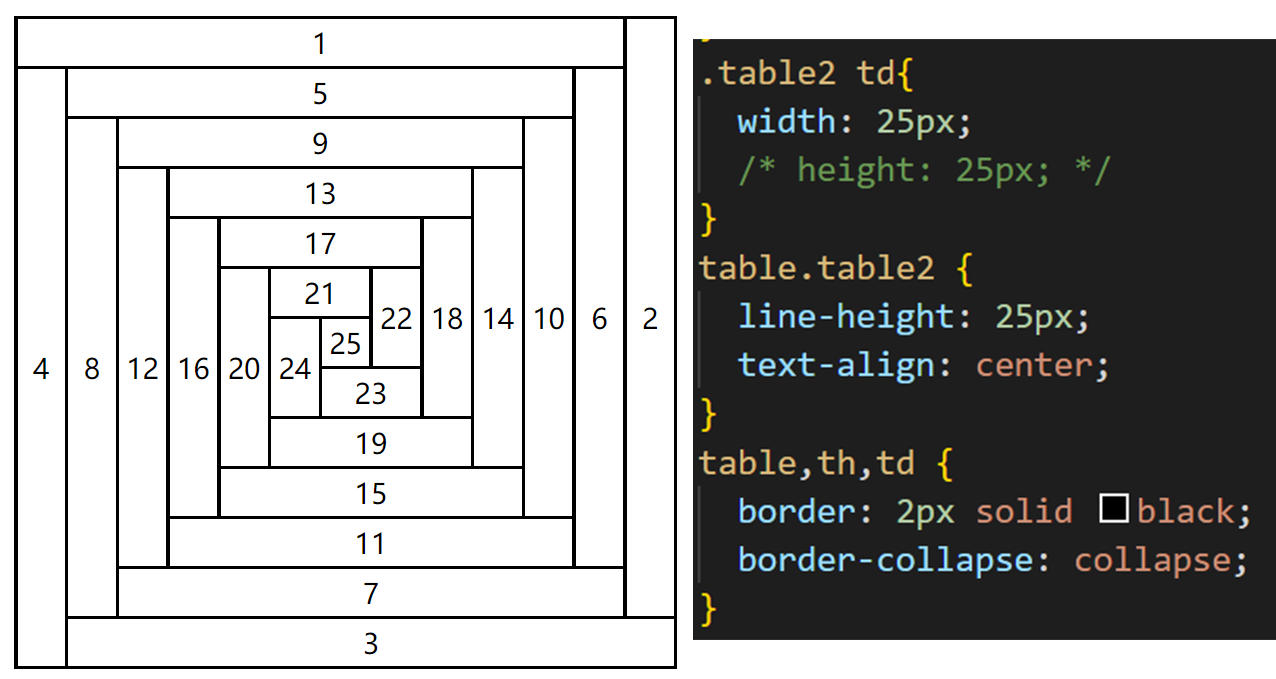 1
5
9
13
17
21
22 18 14 10 6 2
25
4 8 12 16 20 24
23
19
15
11
7
3
.table2 td{
width: 25px;
/* height: 25px; */
}
table.table2 {
line-height: 25px;
text-align: center;
}
table,th,td {
border: 2px solid black;
border-collapse: collapse;
}